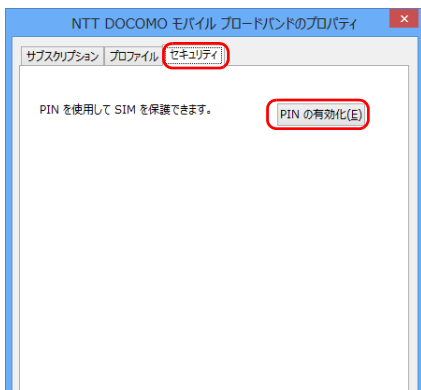 NTT DOCOMO モバイル ブロードバンドのプロパティ
サブスクリプション プロファイル セキュリティ
PIN を使用して SIM を保護できます。 PIN の有効化(E)